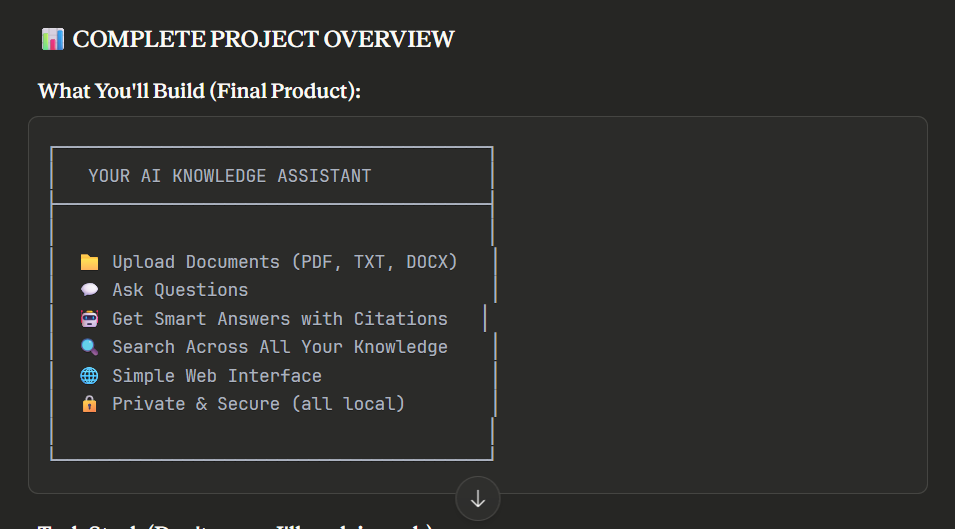 COMPLETE PROJECT OVERVIEW
What You'll Build (Final Product):
YOUR AI KNOWLEDGE ASSISTANT
Upload Documents (PDF, TXT, DOCX)
Ask Questions
Get Smart Answers with Citations
Search Across All Your Knowledge
Simple Web Interface
Private & Secure (all local)